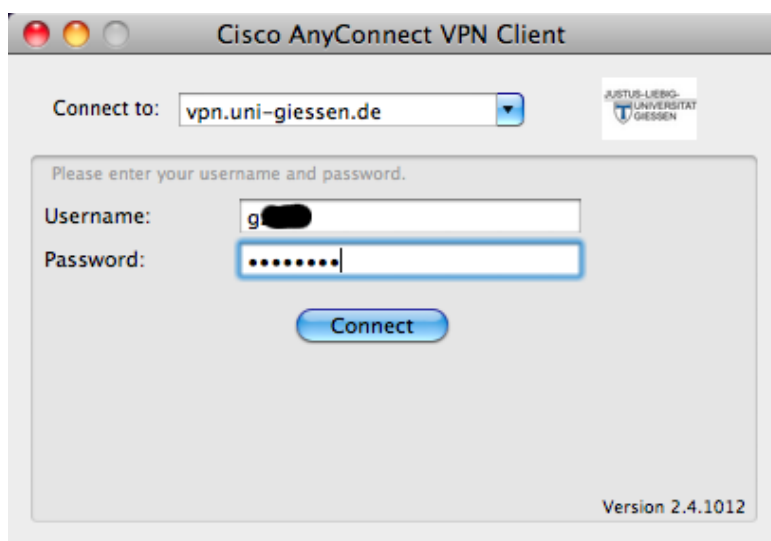 Cisco AnyConnect VPN Client
Connect to: vpn.uni-giessen.de
JUSTUS-LIEBIG-
UNIVERSITÄT
GIESSEN
Please enter your username and password.
Username: g
Password: ••••••••
Connect
Version 2.4.1012